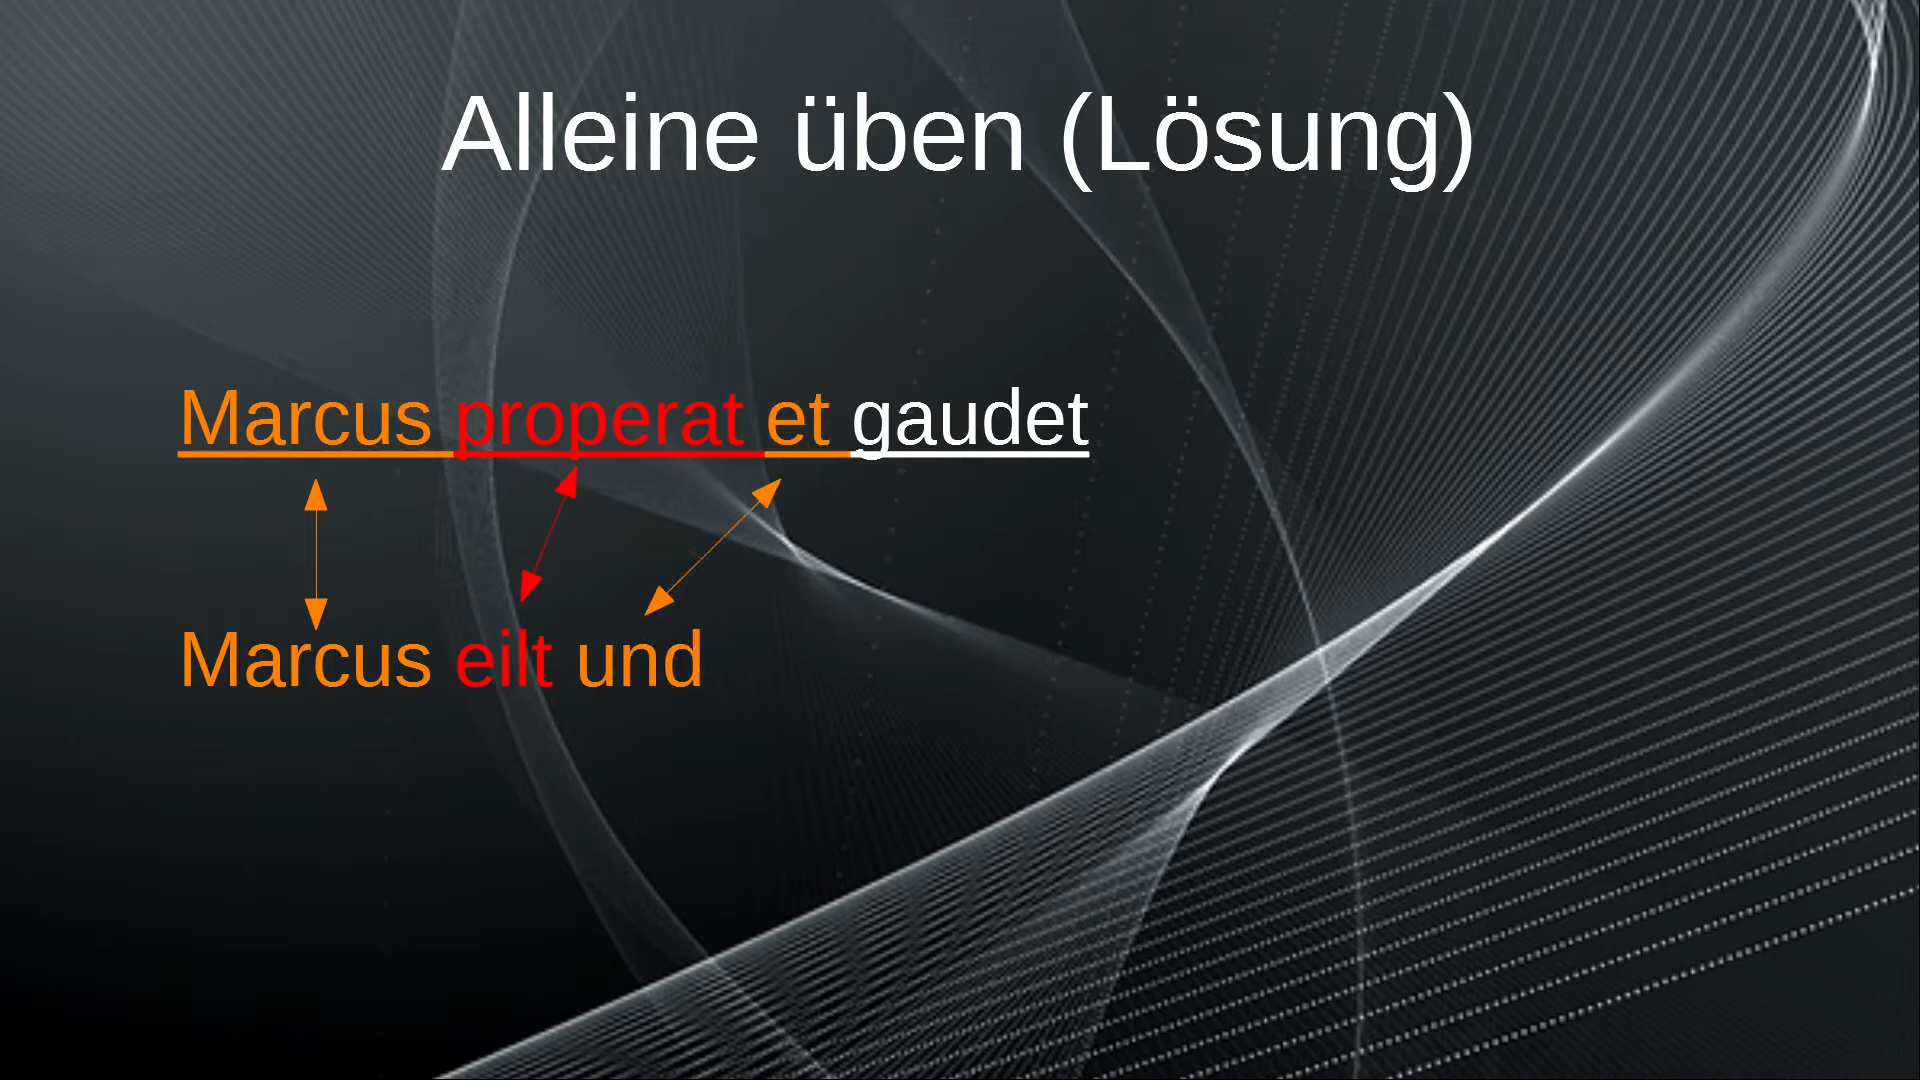 Alleine üben (Lösung)
Marcus properat et gaudet
Marcus eilt und